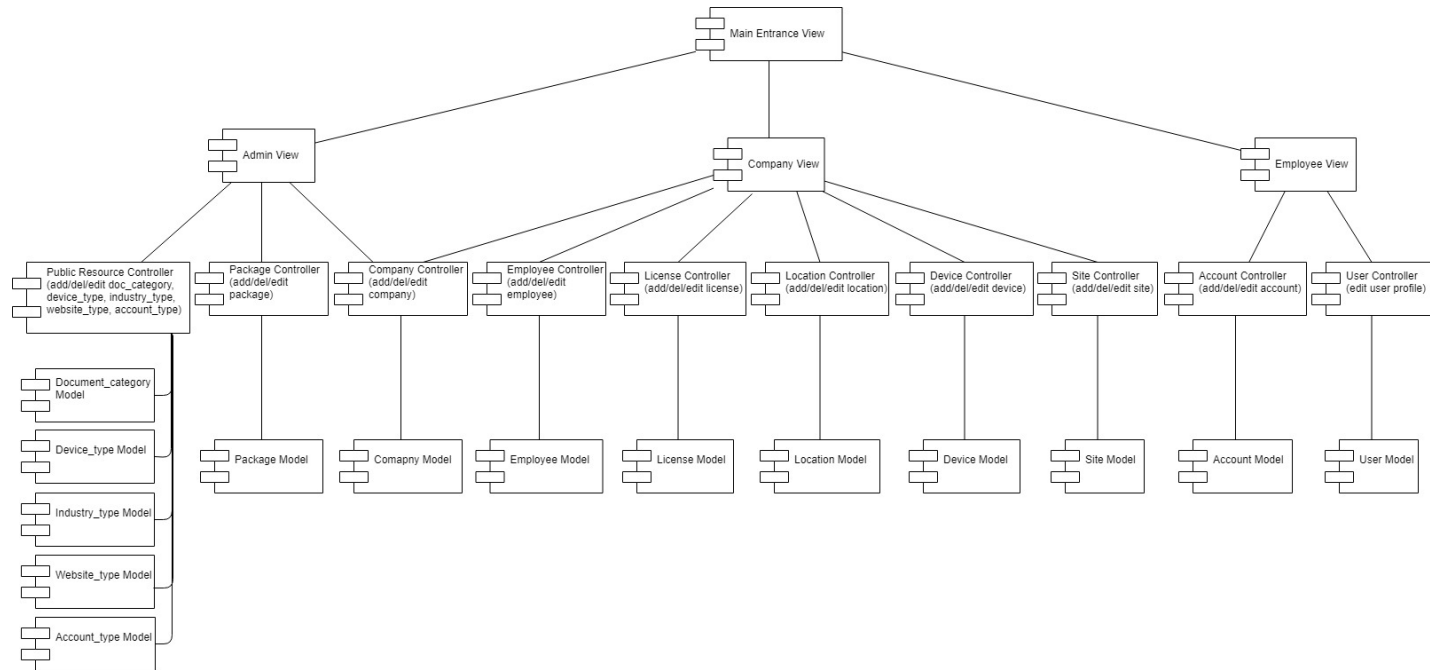 Main Entrance View
Admin View
Company View
Employee View
Public Resource Controller
(add/del/edit doc_category,
device_type, industry_type,
website_type, account_type)
Package Controller
(add/del/edit
package)
Company Controller
(add/del/edit
company)
Employee Controller
(add/del/edit
employee)
License Controller
(add/del/edit license)
Location Controller
(add/del/edit location)
Device Controller
(add/del/edit device)
Site Controller
(add/del/edit site)
Account Controller
(add/del/edit account)
User Controller
(edit user profile)
Document_category
Model
Device_type Model
Industry_type Model
Website_type Model
Account_type Model
Package Model
Comapny Model
Employee Model
License Model
Location Model
Device Model
Site Model
Account Model
User Model